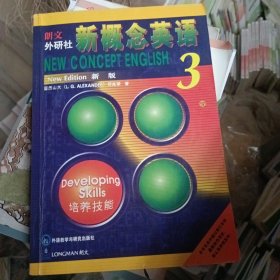 朗文
外研社
新概念英语
NEW CONCEPT ENGLISH
New Edition 新 版
3
Developing
Skills
培养技能
外语教学与研究出版社
LONGMAN 朗文